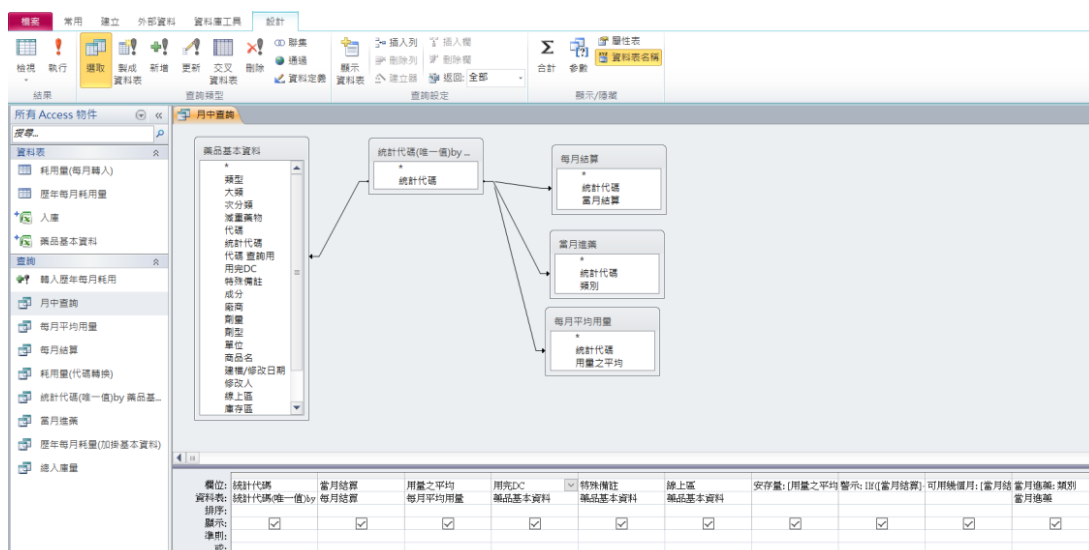 檔案 常用 建立 外部資料 資料庫工具 設計
檢視 執行 選取 製成資料表 新增 更新 交叉資料表 刪除 聯集 通過 資料定義 顯示資料表 插入列 刪除列 建立器 插入欄 刪除欄 返回: 全部 合計 參數 屬性表 資料表名稱
結果 查詢類型 查詢設定 顯示/隱藏
所有 Access 物件
搜尋...
資料表
耗用量(每月轉入)
歷年每月耗用量
入庫
藥品基本資料
查詢
轉入歷年每月耗用
月中查詢
每月平均用量
每月結算
耗用量(代碼轉換)
統計代碼(唯一值)by 藥品基...
當月進藥
歷年每月耗量(加掛基本資料)
總入庫量
月中查詢
藥品基本資料
*
類型
大類
次分類
減重藥物
代碼
統計代碼
代碼 查詢用
用完DC
特殊備註
成分
廠商
劑量
劑型
單位
商品名
建檔/修改日期
修改人
線上區
庫存區
統計代碼(唯一值)by ...
*
統計代碼
每月結算
*
統計代碼
當月結算
當月進藥
*
統計代碼
類別
每月平均用量
*
統計代碼
用量之平均
欄位: 統計代碼 當月結算 用量之平均 用完DC 特殊備註 線上區 安存量: [用量之平均 警示: IIf([當月結算]- 可用幾個月: [當月結 當月進藥: 類別
資料表: 統計代碼(唯一值)by 每月結算 每月平均用量 藥品基本資料 藥品基本資料 藥品基本資料 當月進藥
排序:
顯示:
準則:
或: